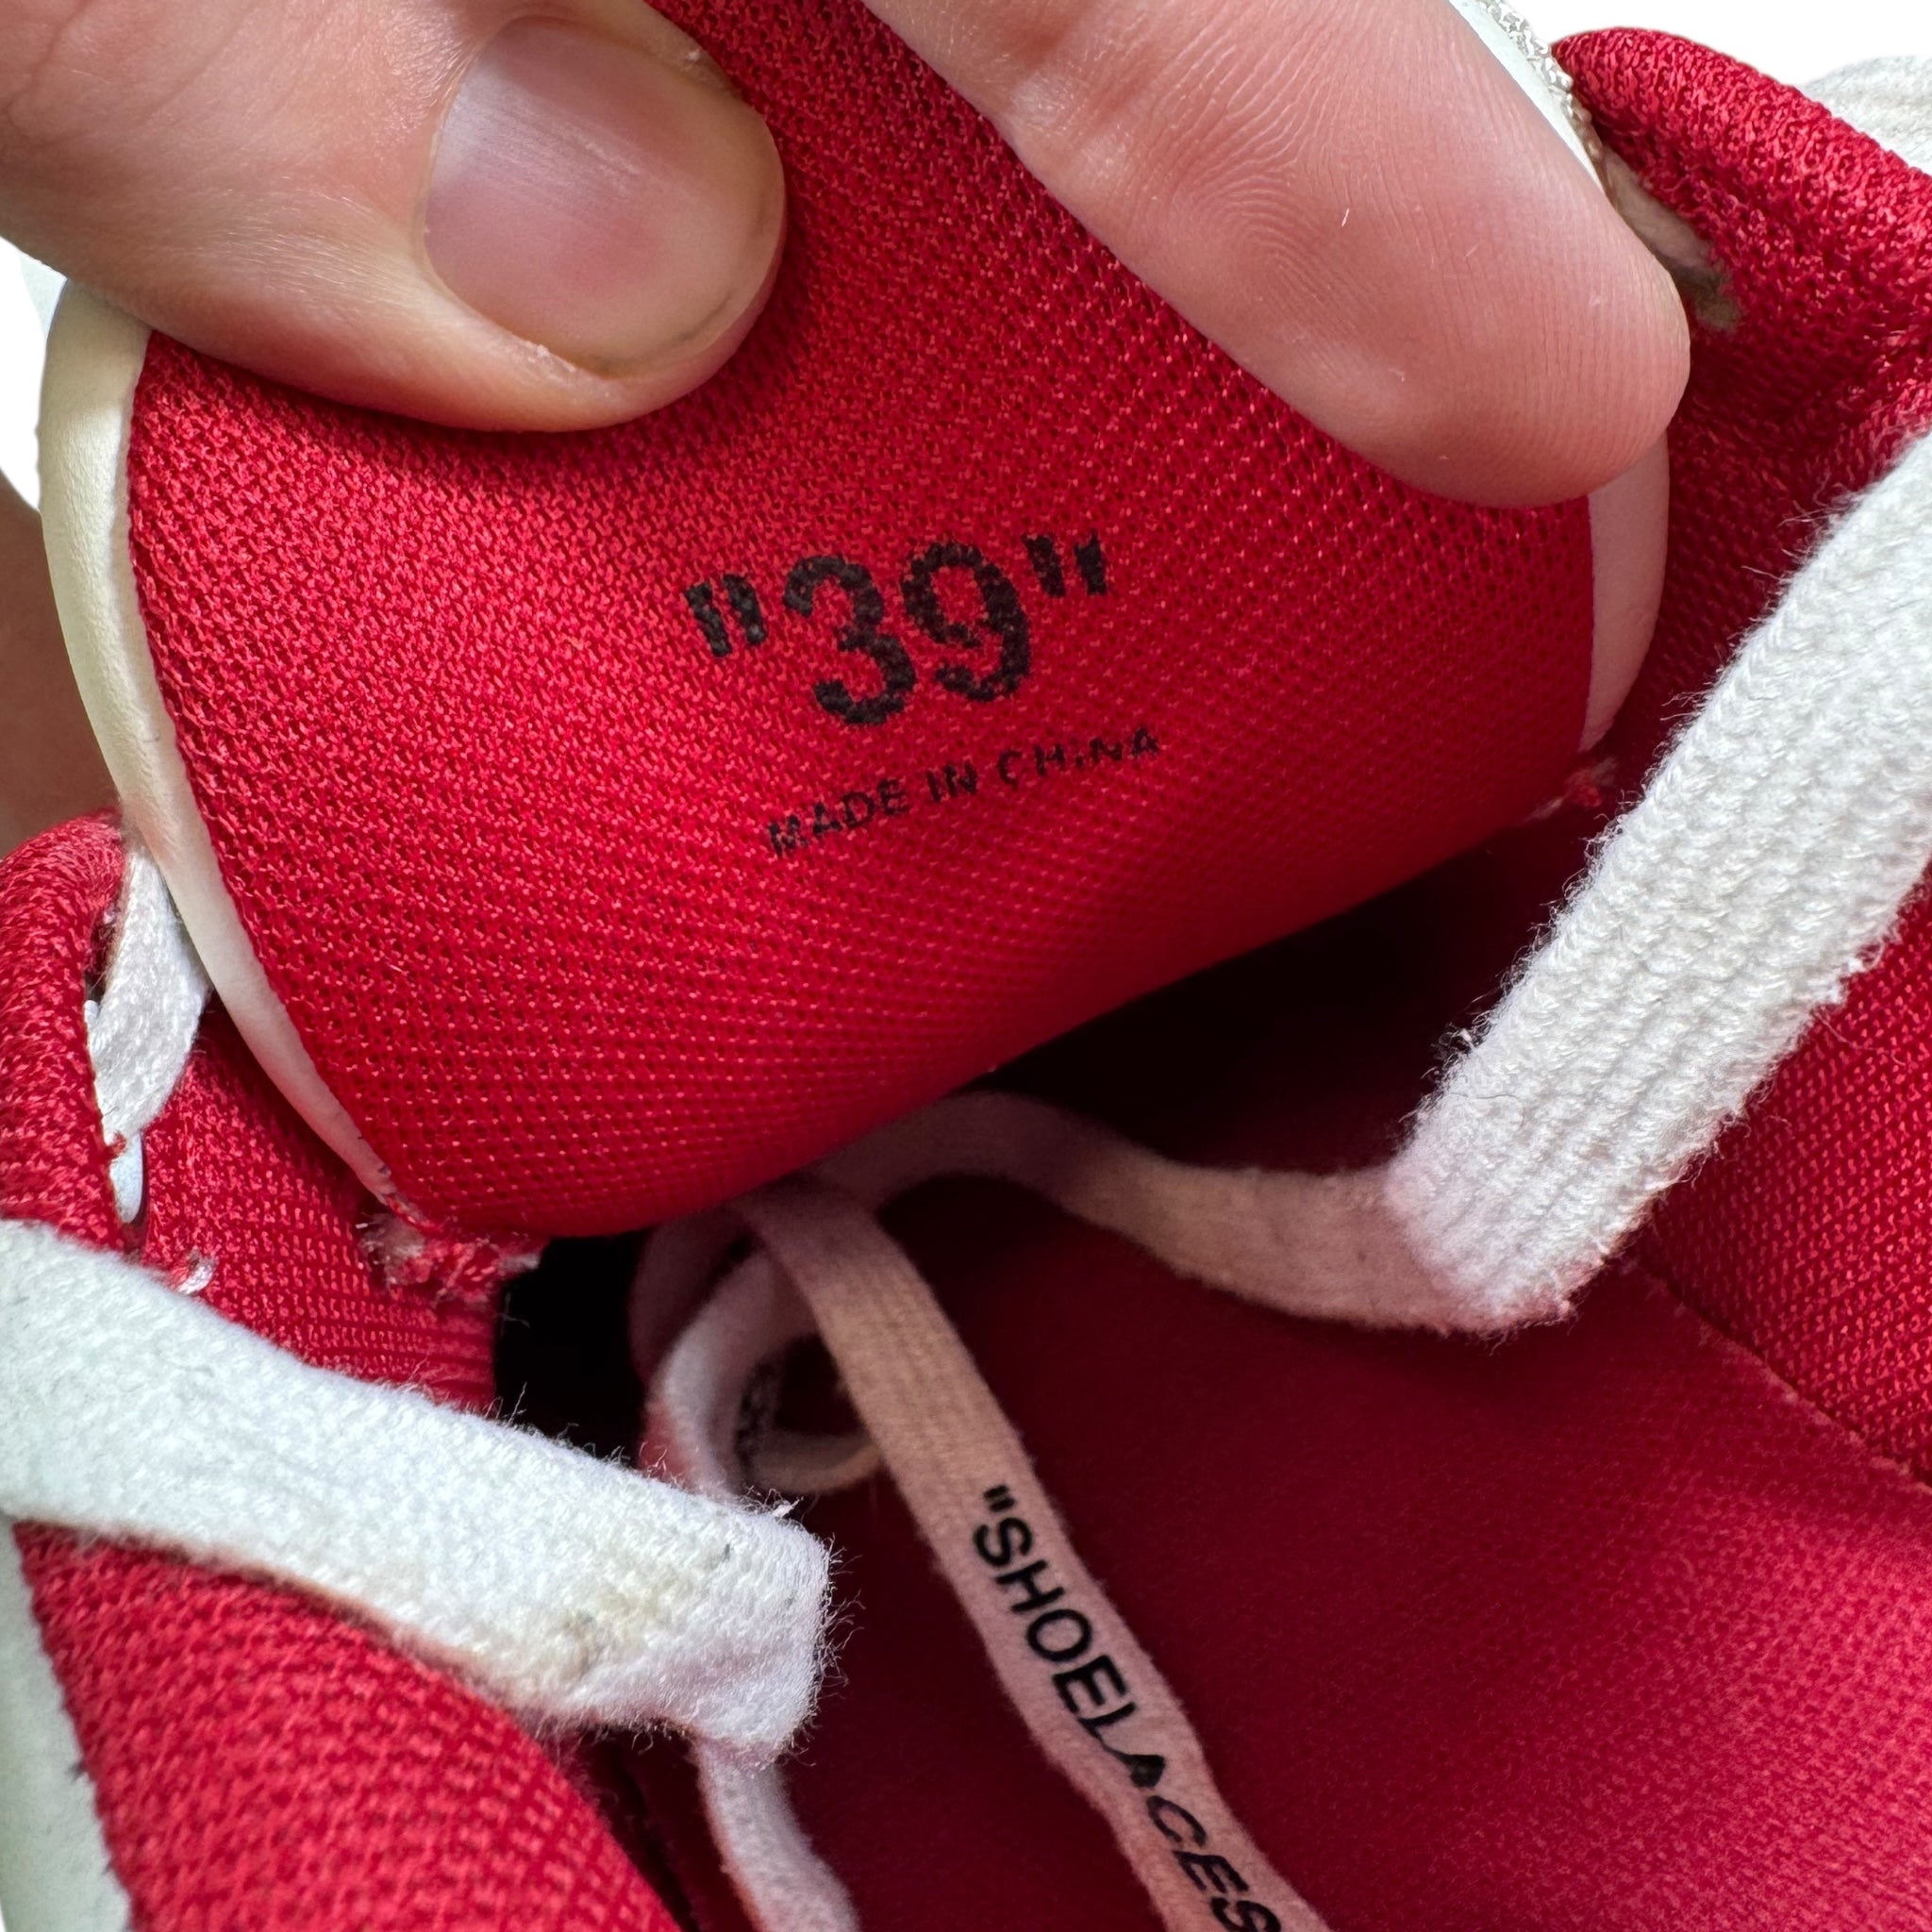 "39"
MADE IN CHINA
"SHOELACES